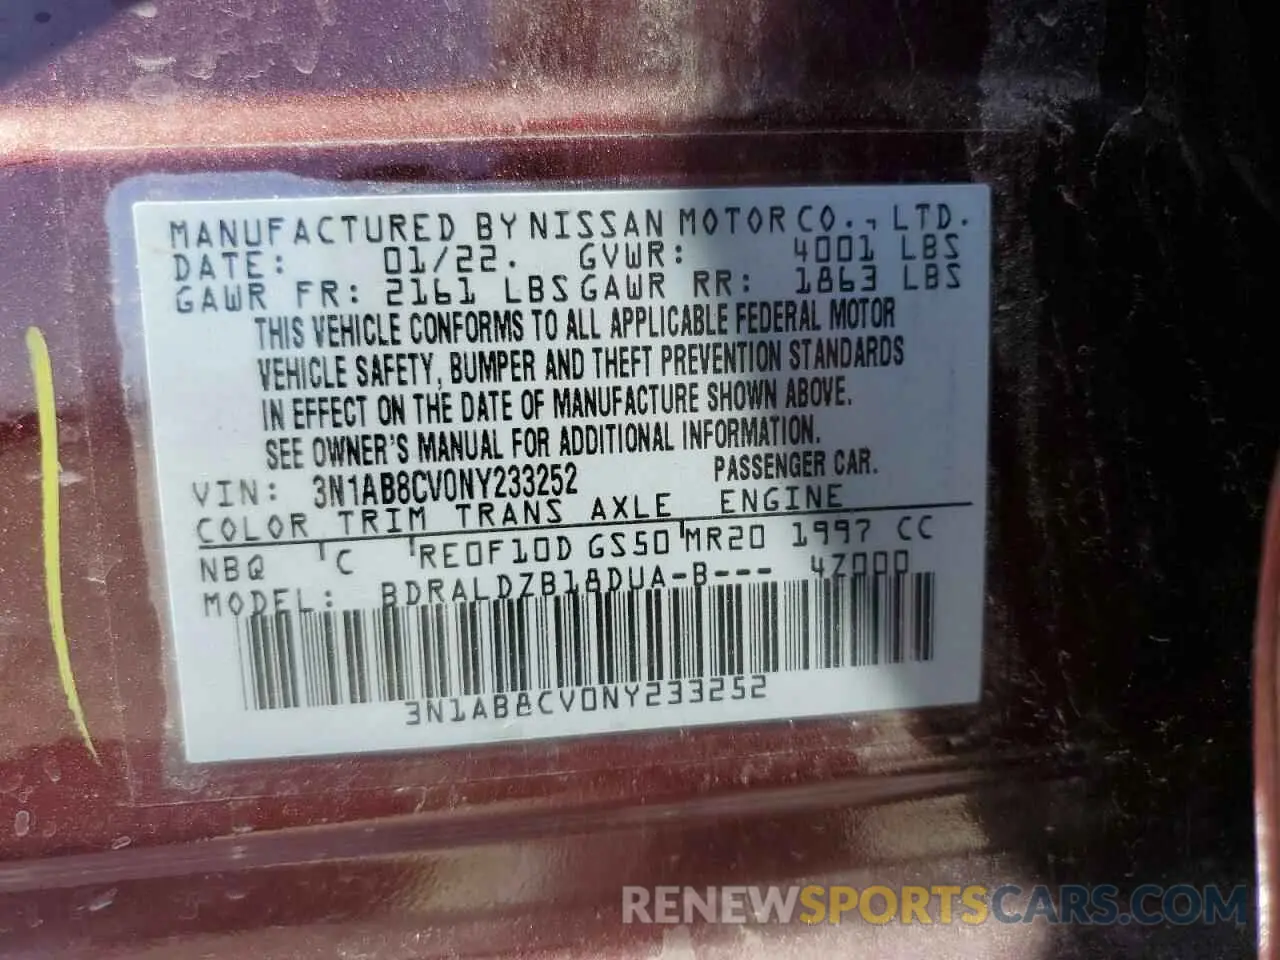 MANUFACTURED BY NISSAN MOTOR CO., LTD.
DATE: 01/22. GVWR: 4001 LBS
GAWR FR: 2161 LBS GAWR RR: 1863 LBS
THIS VEHICLE CONFORMS TO ALL APPLICABLE FEDERAL MOTOR
VEHICLE SAFETY, BUMPER AND THEFT PREVENTION STANDARDS
IN EFFECT ON THE DATE OF MANUFACTURE SHOWN ABOVE.
SEE OWNER'S MANUAL FOR ADDITIONAL INFORMATION.
VIN: 3N1AB8CV0NY233252 PASSENGER CAR.
COLOR TRIM TRANS AXLE ENGINE
NBQ C RE0F10D GS50 MR20 1997 CC
MODEL: BDRALDZB18DUA-B--- 4Z000
3N1AB8CV0NY233252
RENEWSPORTSCARS.COM